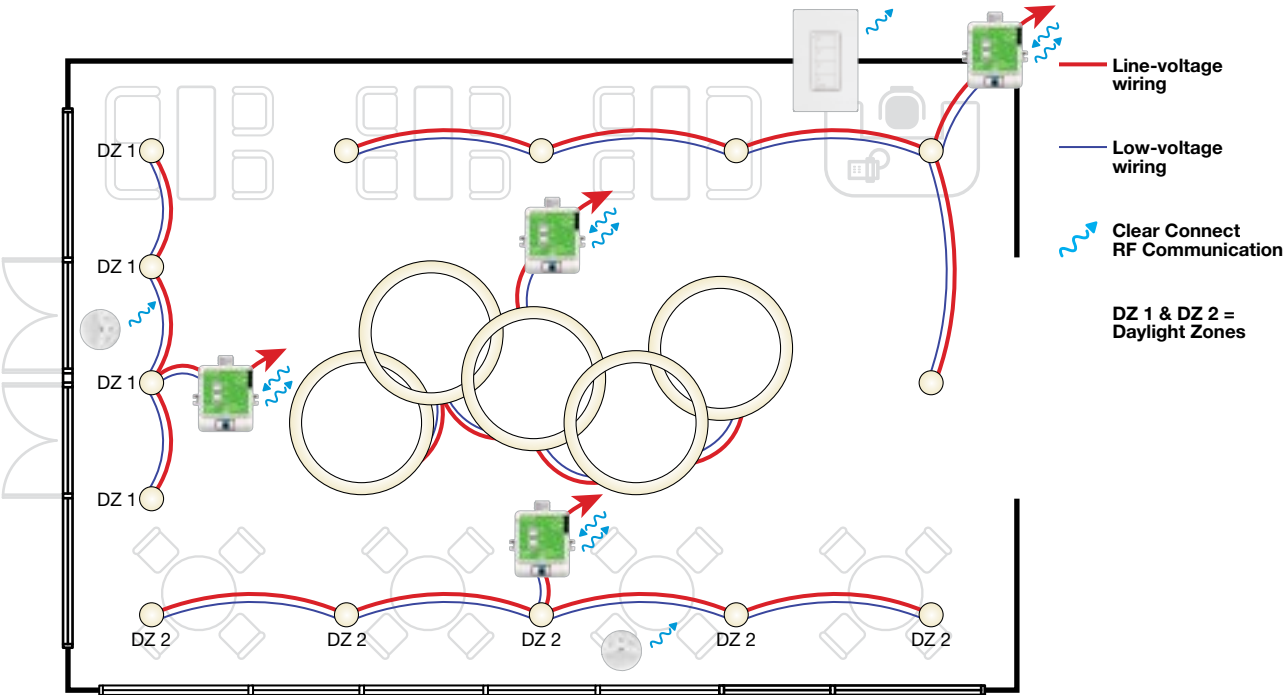 Line-voltage
wiring
Low-voltage
wiring
Clear Connect
RF Communication
DZ 1 & DZ 2 =
Daylight Zones
DZ 1
DZ 1
DZ 1
DZ 1
DZ 2
DZ 2
DZ 2
DZ 2
DZ 2